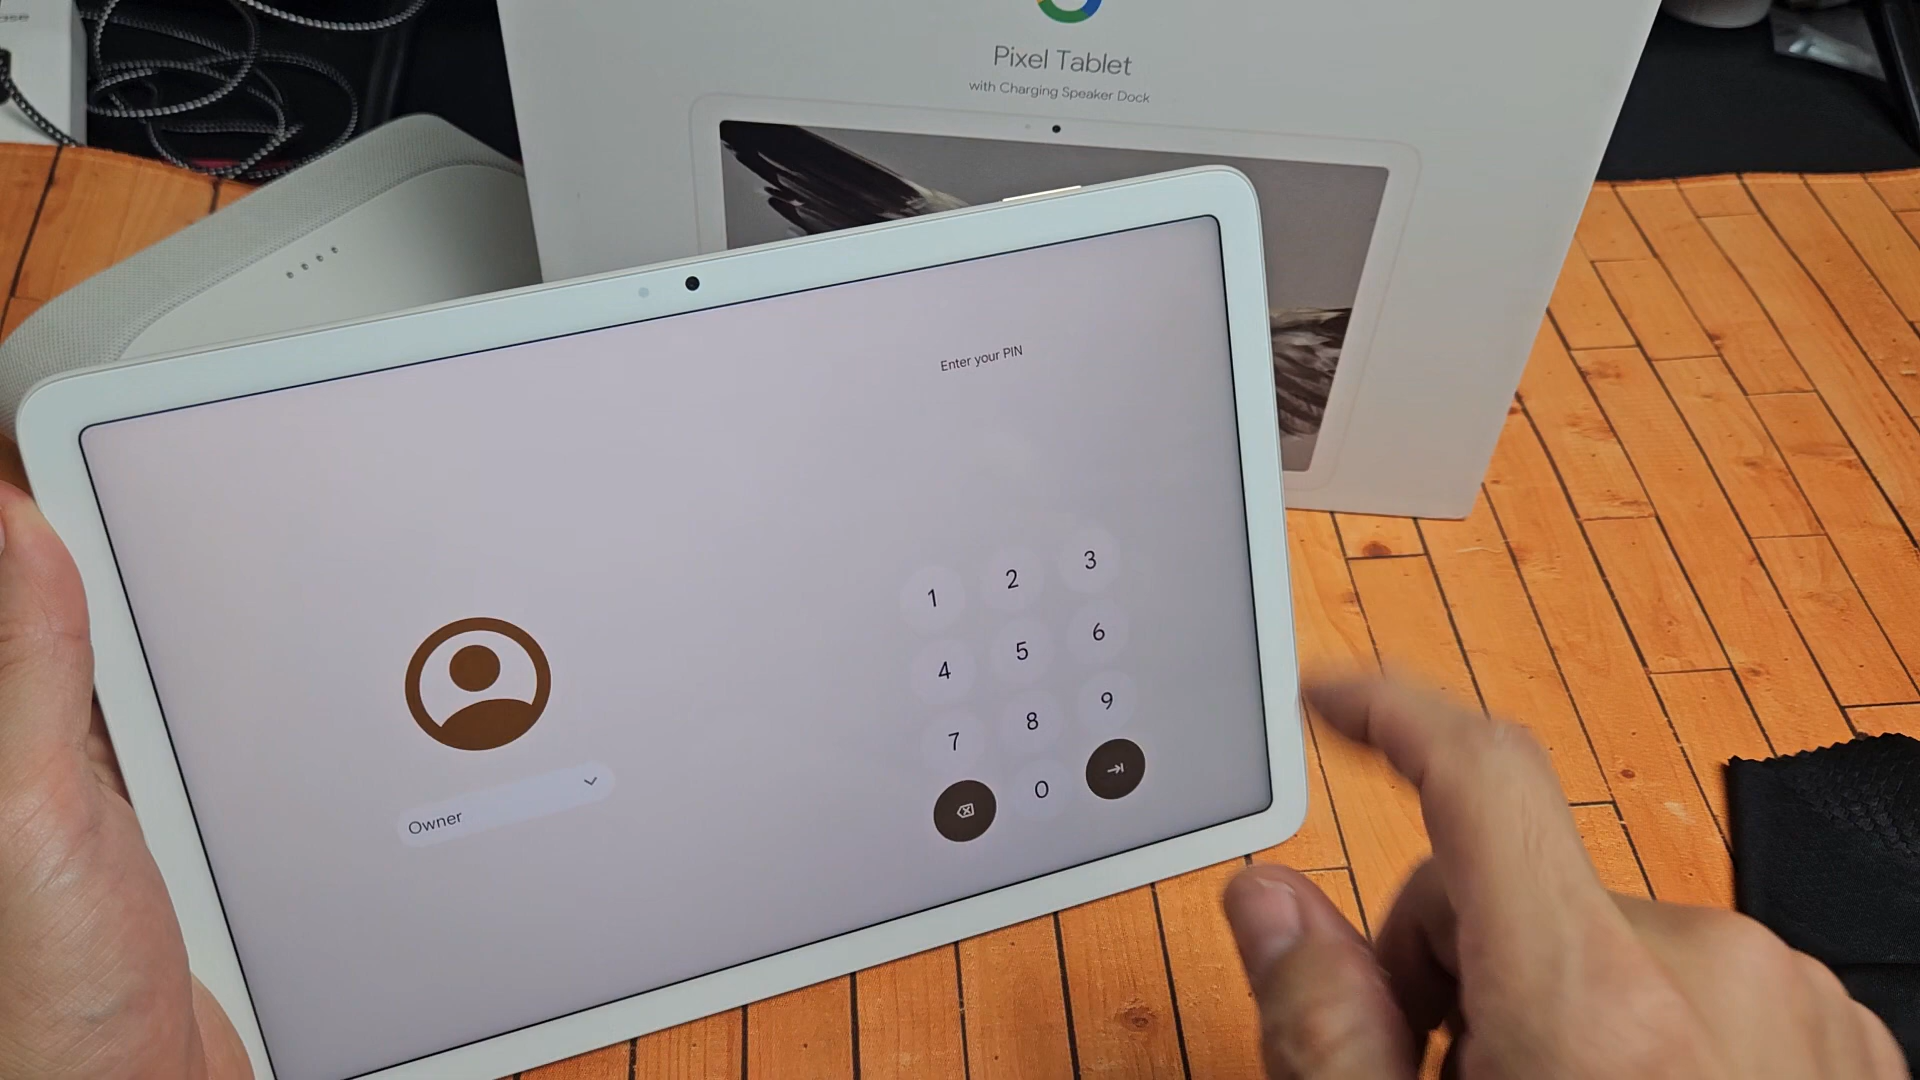 Pixel Tablet
with Charging Speaker Dock
Enter your PIN
1 2 3
4 5 6
7 8 9
0
Owner